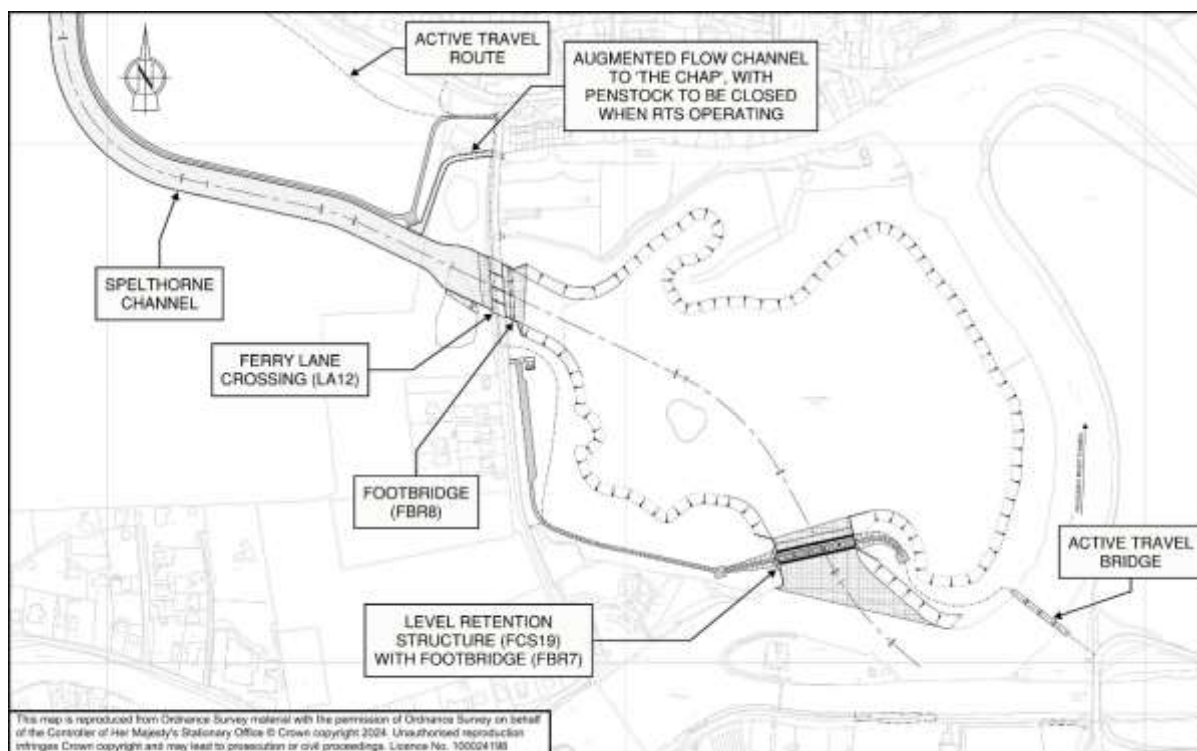 ACTIVE TRAVEL
ROUTE
AUGMENTED FLOW CHANNEL
TO 'THE CHAP', WITH
PENSTOCK TO BE CLOSED
WHEN RTS OPERATING
N
SPELTHORNE
CHANNEL
FERRY LANE
CROSSING (LA12)
FOOTBRIDGE
(FBR8)
ACTIVE TRAVEL
BRIDGE
LEVEL RETENTION
STRUCTURE (FCS19)
WITH FOOTBRIDGE (FBR7)
This map is reproduced from Ordnance Survey material with the permission of Ordnance Survey on behalf
of the Controller of Her Majesty's Stationary Office © Crown copyright 2024. Unauthorised reproduction
infringes Crown copyright and may lead to prosecution or civil proceedings. Licence No. 100024198